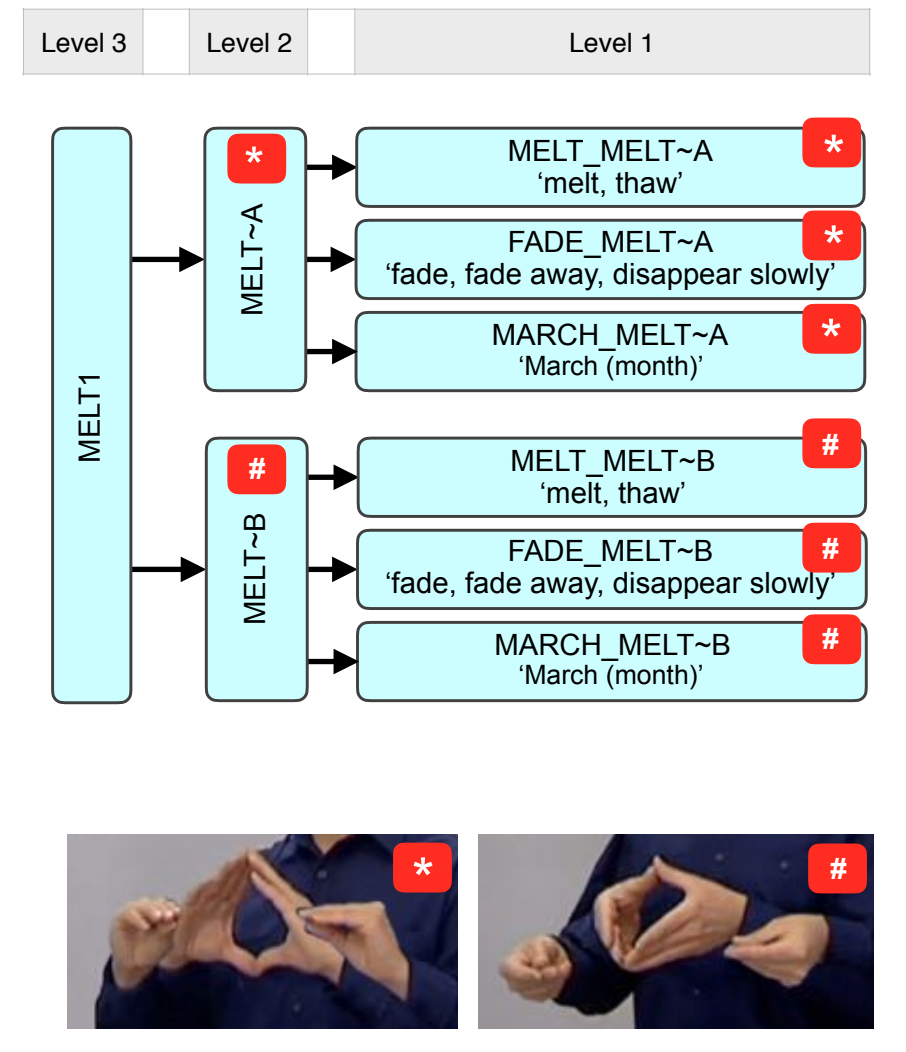 Level 3 Level 2 Level 1
MELT1
*
MELT~A
MELT_MELT~A *
‘melt, thaw’
FADE_MELT~A *
‘fade, fade away, disappear slowly’
MARCH_MELT~A *
‘March (month)’
#
MELT~B
MELT_MELT~B #
‘melt, thaw’
FADE_MELT~B #
‘fade, fade away, disappear slowly’
MARCH_MELT~B #
‘March (month)’
* #